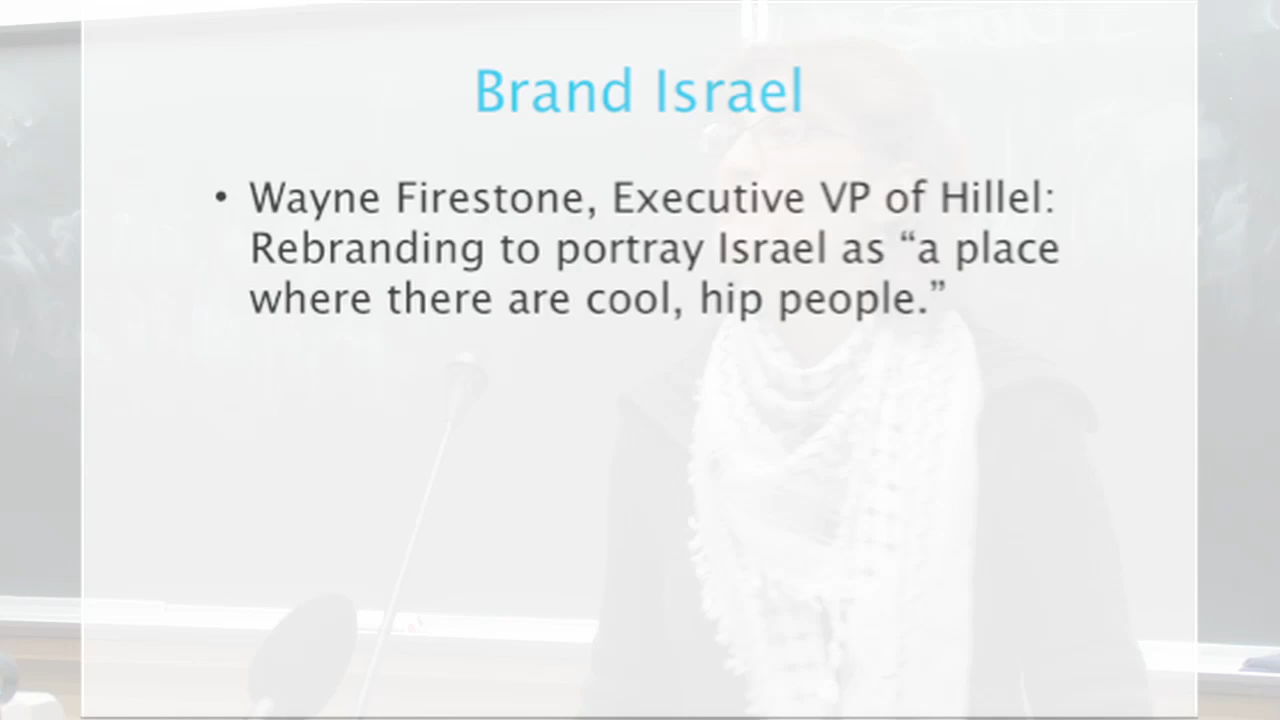 Brand Israel
• Wayne Firestone, Executive VP of Hillel:
Rebranding to portray Israel as “a place
where there are cool, hip people.”